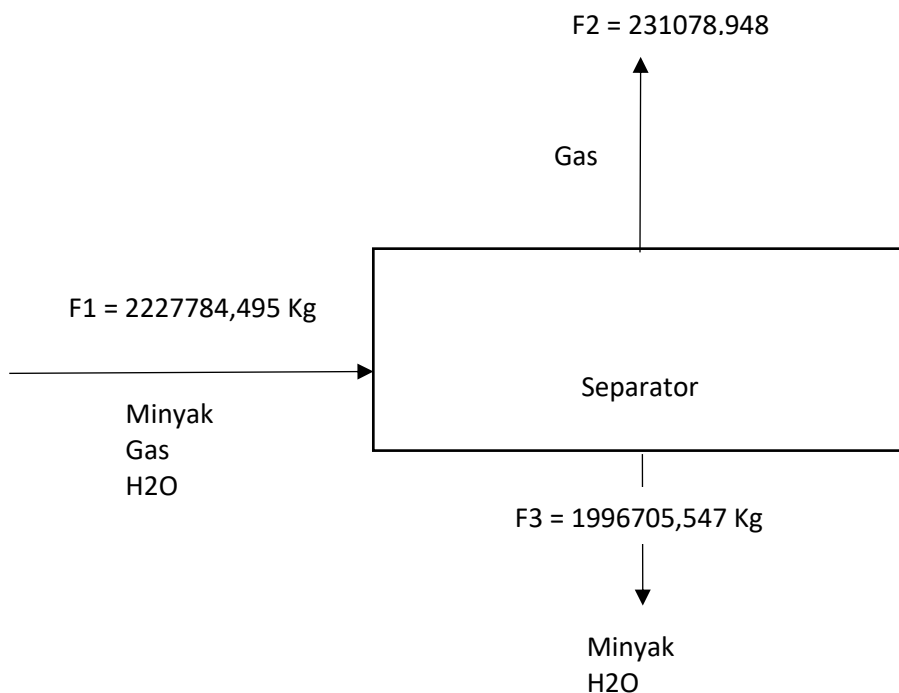 F2 = 231078,948
Gas
F1 = 2227784,495 Kg
Separator
Minyak
Gas
H2O
F3 = 1996705,547 Kg
Minyak
H2O